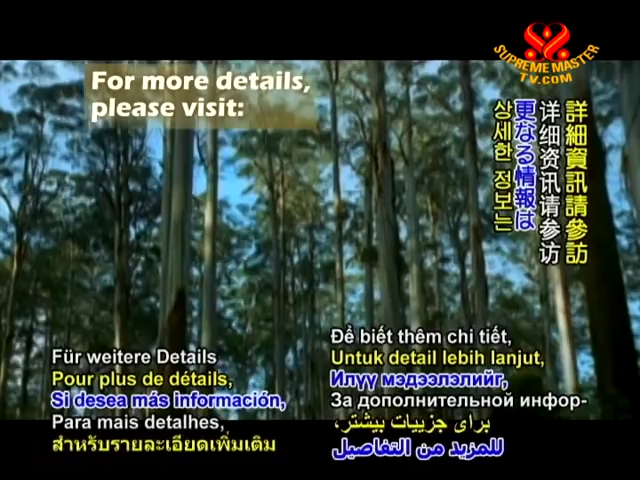 SUPREME MASTER
TV.COM
For more details,
please visit:
詳細資訊請參訪
详细资讯请参访
更なる情報は
상세한 정보는
Für weitere Details
Pour plus de détails,
Si desea más información,
Para mais detalhes,
สำหรับรายละเอียดเพิ่มเติม
Để biết thêm chi tiết,
Untuk detail lebih lanjut,
Илүү мэдээлэлийг,
За дополнительной инфор-
برای جزییات بیشتر،
للمزيد من التفاصيل